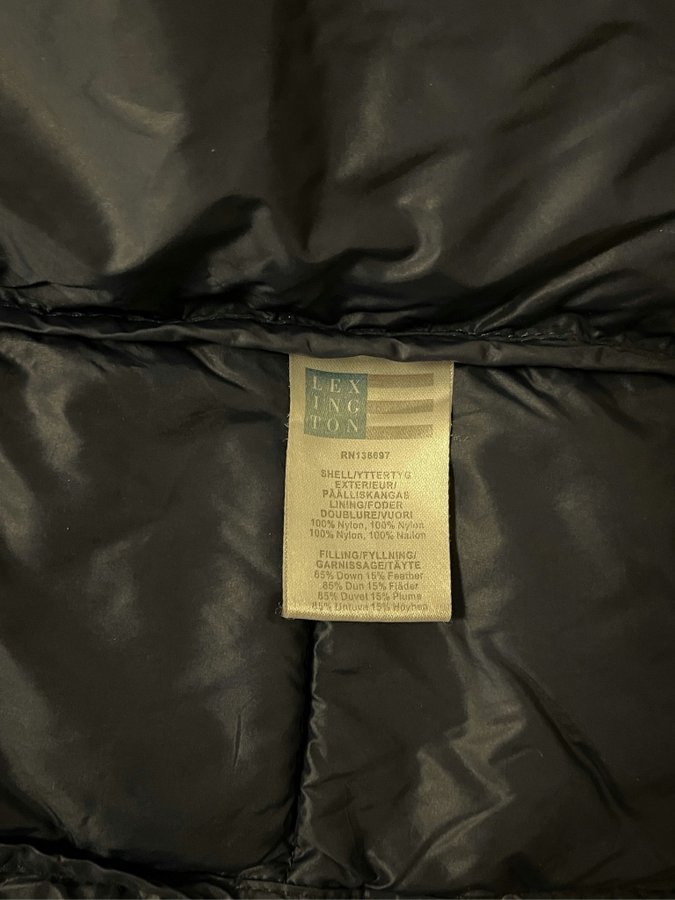 LEX
ING
TON
RN136697
SHELL/YTTERTYG
EXTERIEUR/
PÄÄLLISKANGAS
LINING/FODER
DOUBLURE/VUORI
100% Nylon, 100% Nylon
100% Nylon, 100% Nailon
FILLING/FYLLNING/
GARNISSAGE/TÄYTE
85% Down 15% Feather
85% Dun 15% Fjäder
85% Duvet 15% Plume
85% Untuva 15% Höyhen